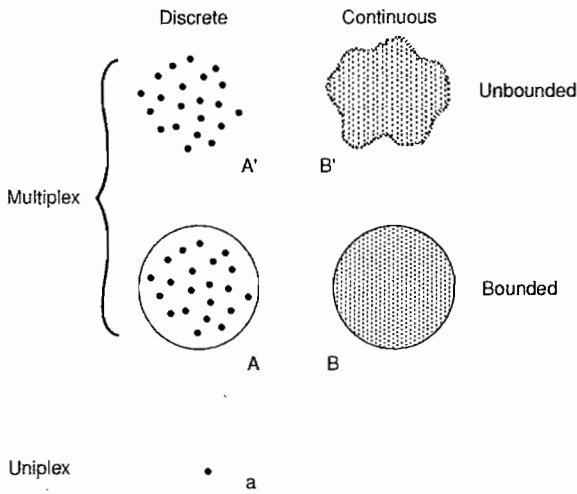 Discrete Continuous
Unbounded
A' B'
Multiplex
Bounded
A B
Uniplex
a